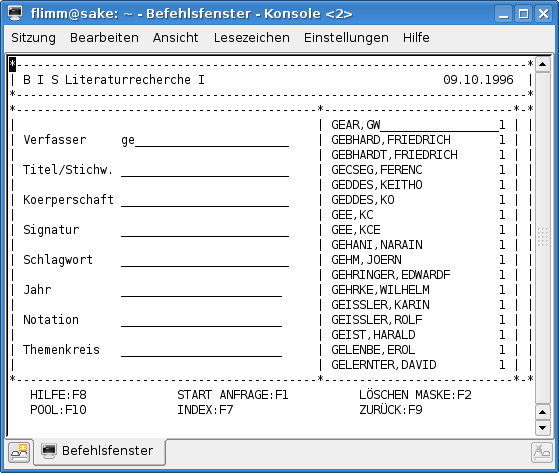 flimm@sake: ~ - Befehlsfenster - Konsole <2>
Sitzung Bearbeiten Ansicht Lesezeichen Einstellungen Hilfe
B I S Literaturrecherche I 09.10.1996
GEAR,GW 1
Verfasser ge GEBHARD,FRIEDRICH 1
GEBHARDT,FRIEDRICH 1
Titel/Stichw. GECSEG,FERENC 1
GEDDES,KEITHO 1
Koerperschaft GEDDES,KO 1
GEE,KC 1
Signatur GEE,KCE 1
GEHANI,NARAIN 1
Schlagwort GEHM,JOERN 1
GEHRINGER,EDWARDF 1
Jahr GEHRKE,WILHELM 1
GEISSLER,KARIN 1
Notation GEISSLER,ROLF 1
GEIST,HARALD 1
Themenkreis GELENBE,EROL 1
GELERNTER,DAVID 1
HILFE:F8 START ANFRAGE:F1 LÖSCHEN MASKE:F2
POOL:F10 INDEX:F7 ZURÜCK:F9
Befehlsfenster